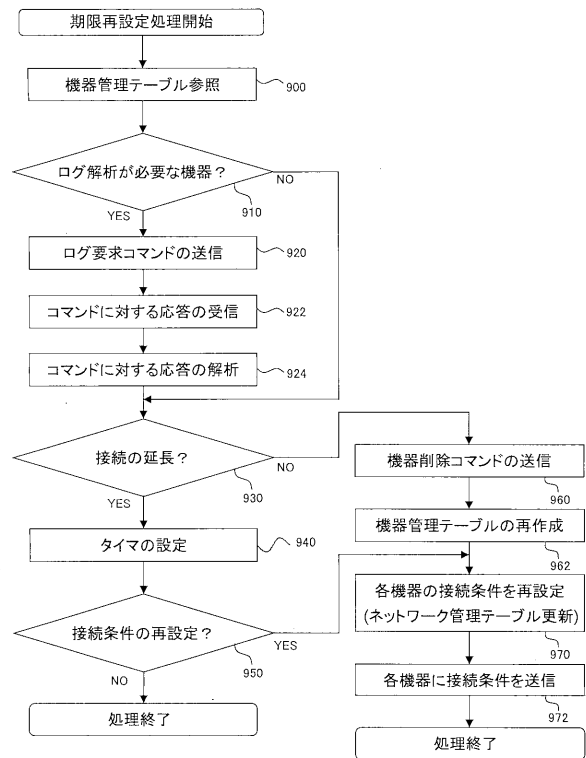 期限再設定処理開始
機器管理テーブル参照
900
ログ解析が必要な機器？
NO
910
YES
ログ要求コマンドの送信
920
コマンドに対する応答の受信
922
コマンドに対する応答の解析
924
接続の延長？
NO
930
YES
タイマの設定
940
接続条件の再設定？
YES
950
NO
処理終了
機器削除コマンドの送信
960
機器管理テーブルの再作成
962
各機器の接続条件を再設定
(ネットワーク管理テーブル更新)
970
各機器に接続条件を送信
972
処理終了